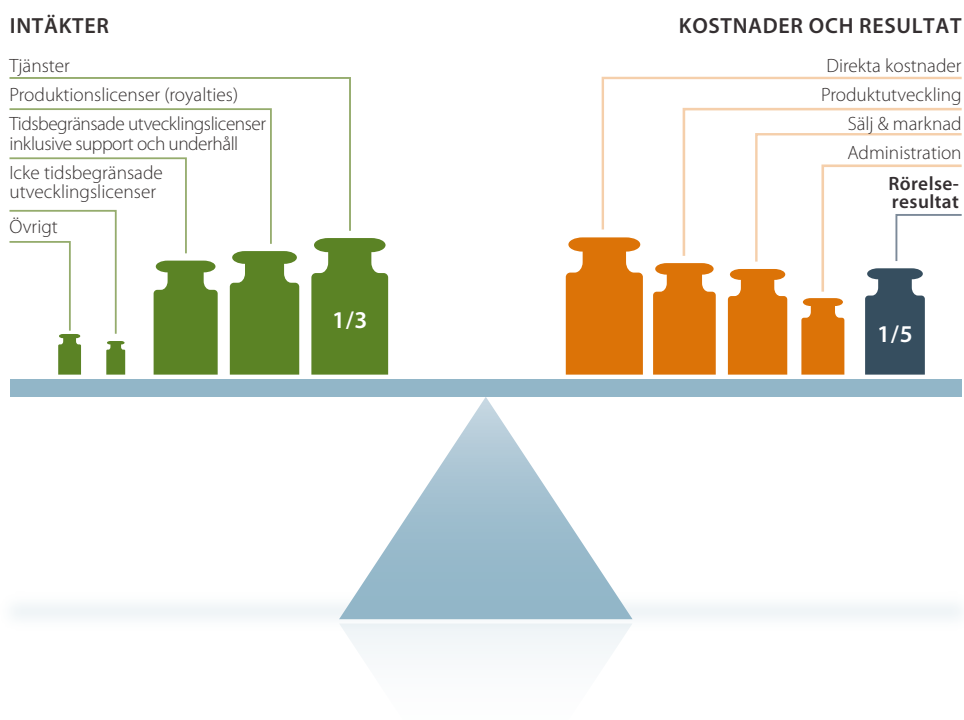 INTÄKTER
Tjänster
Produktionslicenser (royalties)
Tidsbegränsade utvecklingslicenser
inklusive support och underhåll
Icke tidsbegränsade
utvecklingslicenser
Övrigt
1/3
KOSTNADER OCH RESULTAT
Direkta kostnader
Produktutveckling
Sälj & marknad
Administration
Rörelse-
resultat
1/5